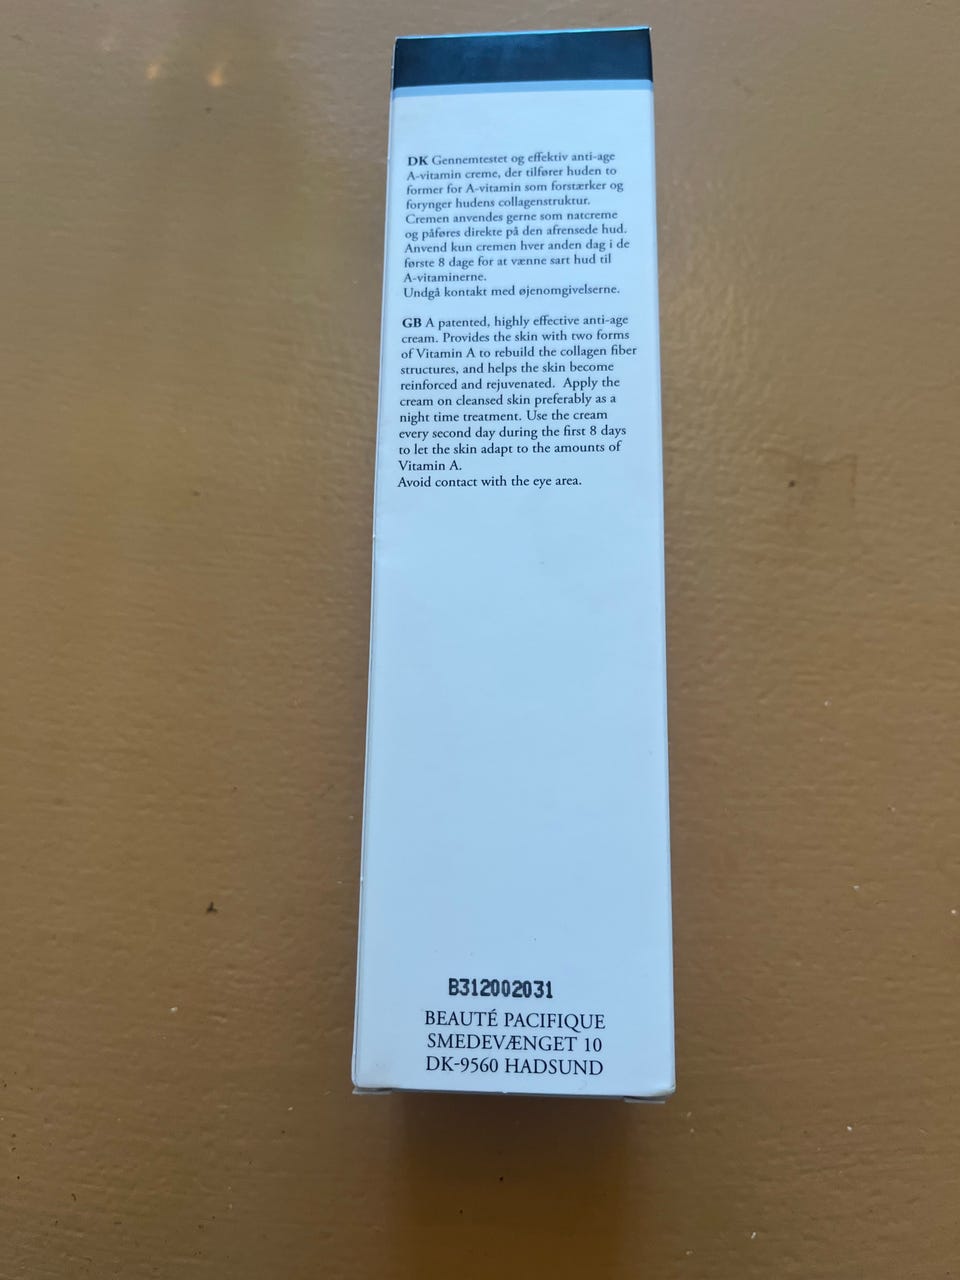 DK Gennemtestet og effektiv anti-age
A-vitamin creme, der tilfører huden to
former for A-vitamin som forstærker og
forynger hudens collagenstruktur.
Cremen anvendes gerne som natcreme
og påføres direkte på den afrensede hud.
Anvend kun cremen hver anden dag i de
første 8 dage for at vænne sart hud til
A-vitaminerne.
Undgå kontakt med øjenomgivelserne.
GB A patented, highly effective anti-age
cream. Provides the skin with two forms
of Vitamin A to rebuild the collagen fiber
structures, and helps the skin become
reinforced and rejuvenated. Apply the
cream on cleansed skin preferably as a
night time treatment. Use the cream
every second day during the first 8 days
to let the skin adapt to the amounts of
Vitamin A.
Avoid contact with the eye area.
B312002031
BEAUTÉ PACIFIQUE
SMEDEVÆNGET 10
DK-9560 HADSUND